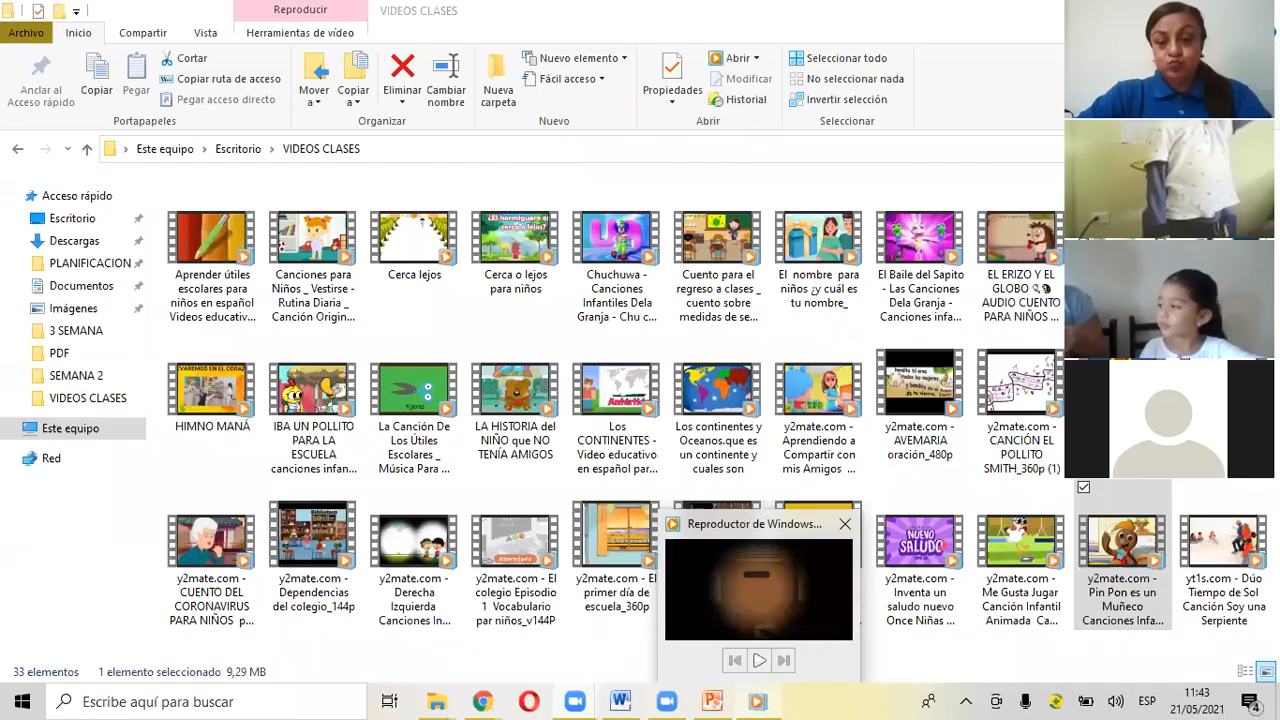 Reproducir
VIDEOS CLASES
Archivo
Inicio
Compartir
Vista
Herramientas de vídeo
Anclar al
Acceso rápido
Copiar
Pegar
Cortar
Copiar ruta de acceso
Pegar acceso directo
Mover
a
Copiar
a
Eliminar
Cambiar
nombre
Nueva
carpeta
Nuevo elemento
Fácil acceso
Propiedades
Abrir
Modificar
Historial
Seleccionar todo
No seleccionar nada
Invertir selección
Portapapeles
Organizar
Nuevo
Abrir
Seleccionar
Este equipo
Escritorio
VIDEOS CLASES
Acceso rápido
Escritorio
Descargas
PLANIFICACION
Documentos
Imágenes
3 SEMANA
PDF
SEMANA 2
VIDEOS CLASES
Este equipo
Red
Aprender útiles
escolares para
niños en español
Videos educativ...
Canciones para
Niños _ Vestirse -
Rutina Diaria _
Canción Origin...
Cerca lejos
Cerca o lejos
para niños
Chuchuwa -
Canciones
Infantiles Dela
Granja - Chu c...
Cuento para el
regreso a clases _
cuento sobre
medidas de se...
El nombre para
niños ¿y cuál es
tu nombre_
El Baile del Sapito
- Las Canciones
Dela Granja -
Canciones infa...
EL ERIZO Y EL
GLOBO
AUDIO CUENTO
PARA NIÑOS ...
HIMNO MANÁ
IBA UN POLLITO
PARA LA
ESCUELA
canciones infan...
La Canción De
Los Útiles
Escolares _
Música Para ...
tijeras
LA HISTORIA del
NIÑO que NO
TENÍA AMIGOS
Los
CONTINENTES -
Video educativo
en español par...
Los continentes y
Oceanos.que es
un continente y
cuales son
y2mate.com -
Aprendiendo a
Compartir con
mis Amigos ...
y2mate.com -
AVEMARIA
oración_480p
y2mate.com -
CANCIÓN EL
POLLITO
SMITH_360p (1)
y2mate.com -
CUENTO DEL
CORONAVIRUS
PARA NIÑOS p...
Biblioteca
y2mate.com -
Dependencias
del colegio_144p
y2mate.com -
Derecha
Izquierda
Canciones In...
y2mate.com - El
colegio Episodio
1 Vocabulario
par niños_v144P
y2mate.com - El
primer día de
escuela_360p
Reproductor de Windows...
NUEVO
SALUDO
y2mate.com -
Inventa un
saludo nuevo
Once Niñas ...
y2mate.com -
Me Gusta Jugar
Canción Infantil
Animada Ca...
y2mate.com -
Pin Pon es un
Muñeco
Canciones Infa...
yt1s.com - Dúo
Tiempo de Sol
Canción Soy una
Serpiente
33 elementos
1 elemento seleccionado 9,29 MB
Escribe aquí para buscar
ESP
11:43
21/05/2021
4